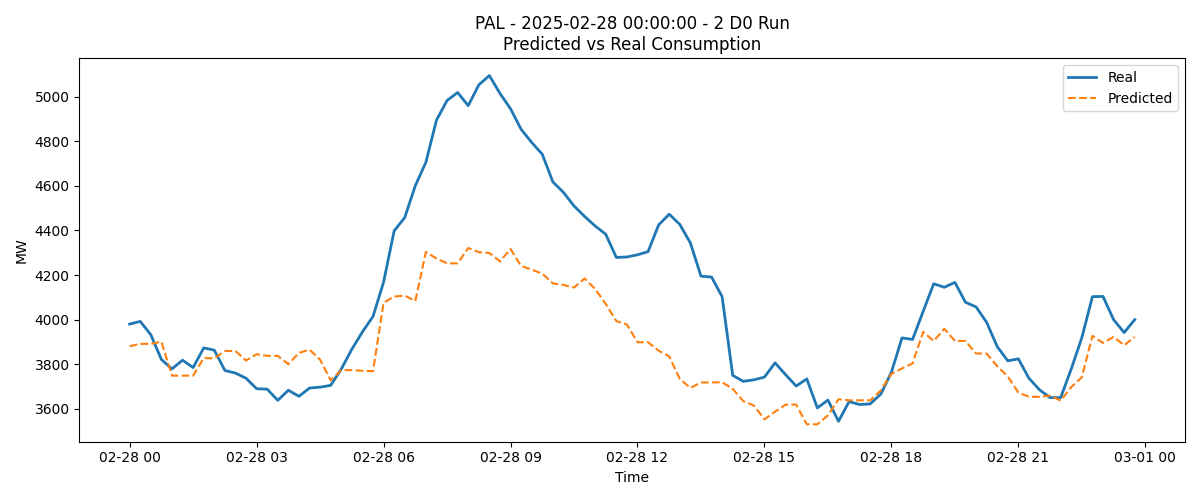 PAL - 2025-02-28 00:00:00 - 2 D0 Run
Predicted vs Real Consumption
Real
Predicted
MW
5000
4800
4600
4400
4200
4000
3800
3600
02-28 00
02-28 03
02-28 06
02-28 09
02-28 12
02-28 15
02-28 18
02-28 21
03-01 00
Time